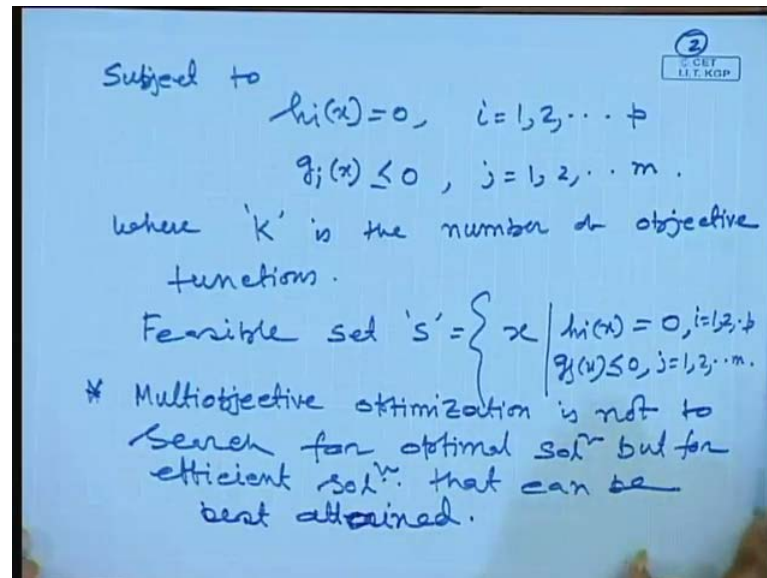 2
© CET
I.I.T. KGP
Subject to
hi(x)=0, i=1,2,... p
gj(x) ≤ 0, j=1,2,.. m.
where 'k' is the number of objective
functions.
Feasible set 's' = { x | hi(x) = 0, i=1,2,.. p
gj(x) ≤ 0, j=1,2,.. m.
* Multiobjective optimization is not to
search for optimal solⁿ but for
efficient solⁿ. that can be
best attained.